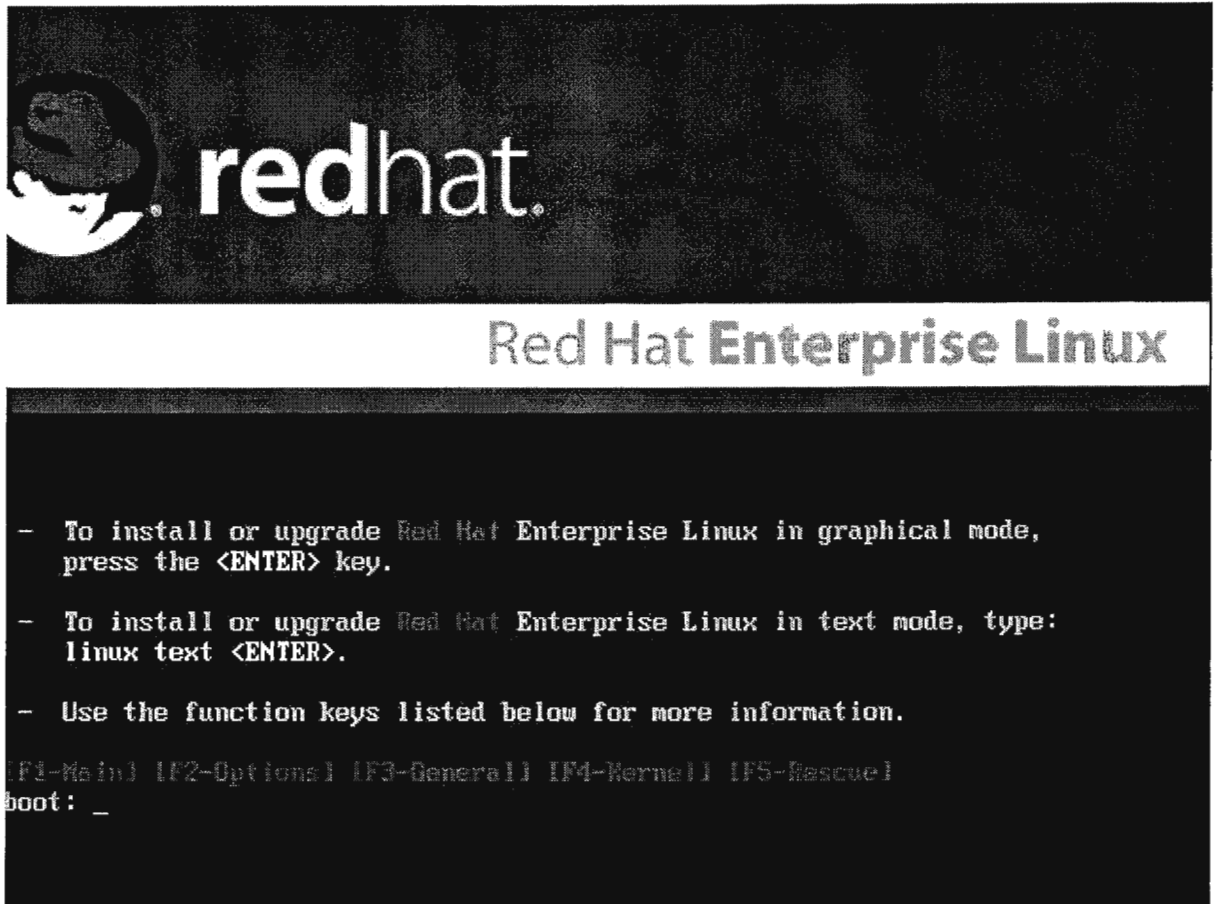 redhat.
Red Hat Enterprise Linux
- To install or upgrade Red Hat Enterprise Linux in graphical mode,
press the <ENTER> key.
- To install or upgrade Red Hat Enterprise Linux in text mode, type:
linux text <ENTER>.
- Use the function keys listed below for more information.
[F1-Main] [F2-Options] [F3-General] [F4-Kernel] [F5-Rescue]
boot: _